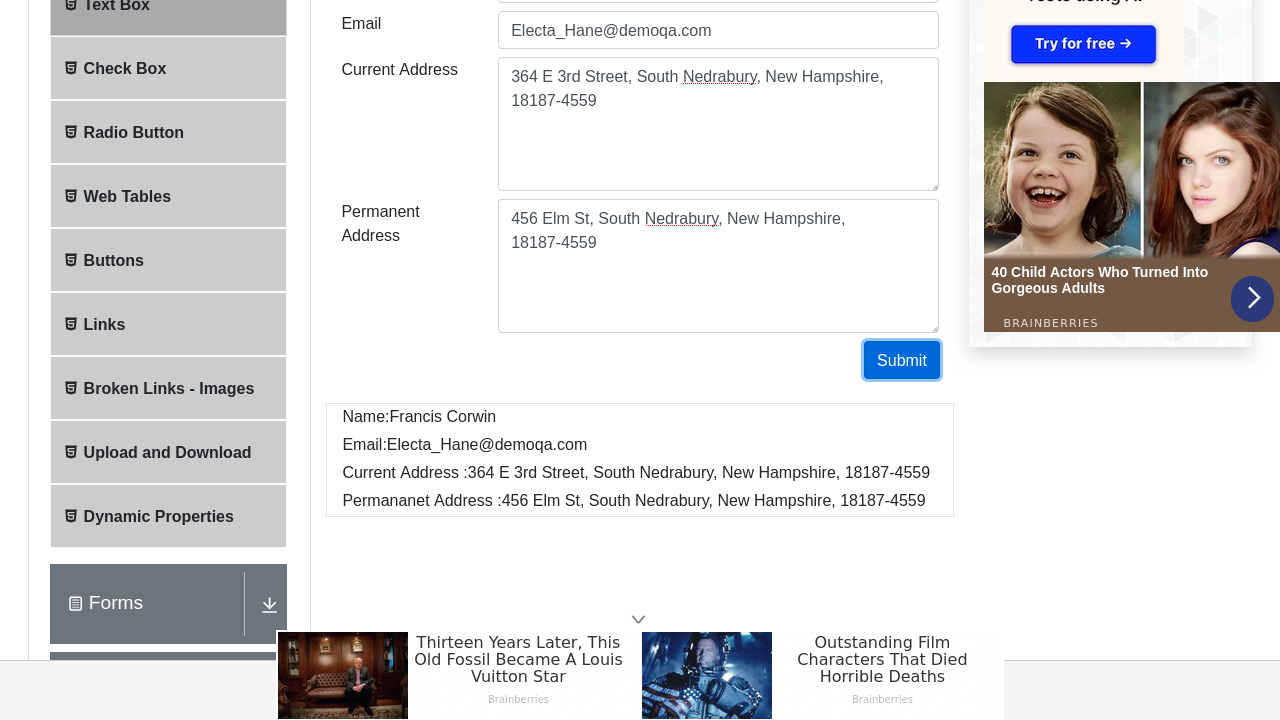 Text Box
Check Box
Radio Button
Web Tables
Buttons
Links
Broken Links - Images
Upload and Download
Dynamic Properties
Forms
Email
Electa_Hane@demoqa.com
Current Address
364 E 3rd Street, South Nedrabury, New Hampshire,
18187-4559
Permanent
Address
456 Elm St, South Nedrabury, New Hampshire,
18187-4559
Submit
Name:Francis Corwin
Email:Electa_Hane@demoqa.com
Current Address :364 E 3rd Street, South Nedrabury, New Hampshire, 18187-4559
Permananet Address :456 Elm St, South Nedrabury, New Hampshire, 18187-4559
Try for free →
40 Child Actors Who Turned Into
Gorgeous Adults
BRAINBERRIES
Thirteen Years Later, This
Old Fossil Became A Louis
Vuitton Star
Brainberries
Outstanding Film
Characters That Died
Horrible Deaths
Brainberries